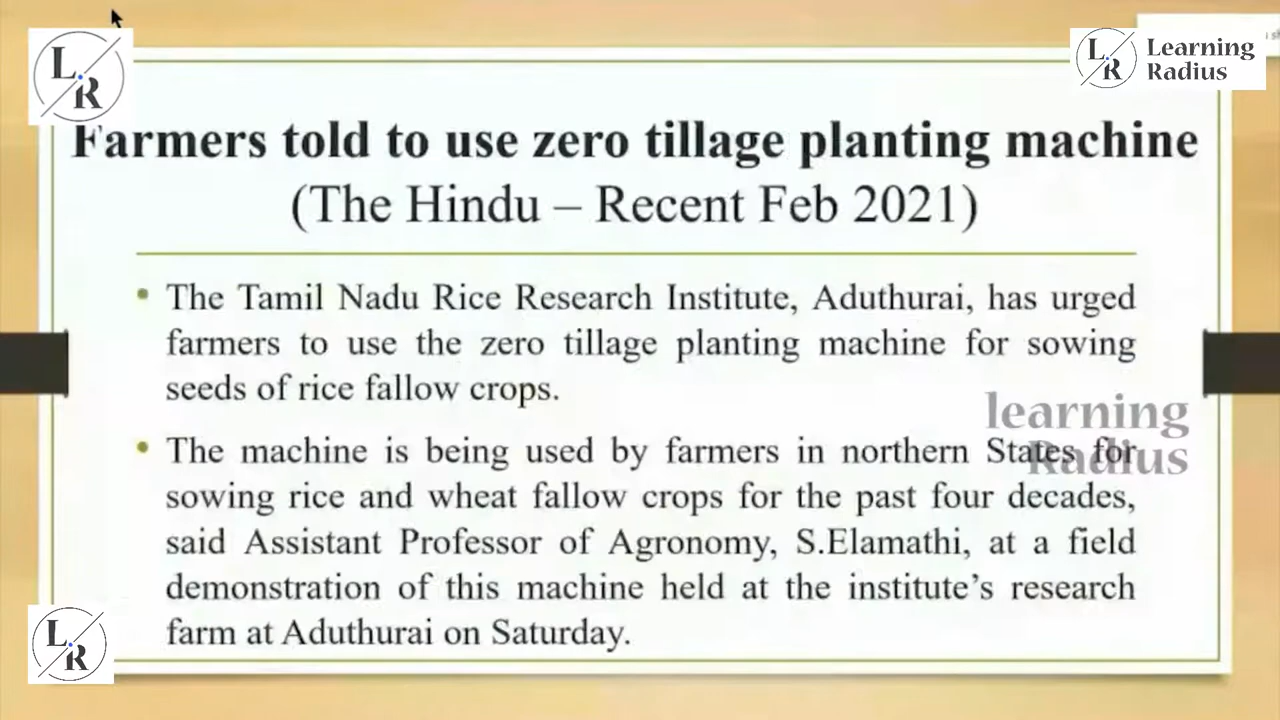 L R
L R Learning
Radius
Farmers told to use zero tillage planting machine
(The Hindu – Recent Feb 2021)
• The Tamil Nadu Rice Research Institute, Aduthurai, has urged
farmers to use the zero tillage planting machine for sowing
seeds of rice fallow crops.
learning
Radius
• The machine is being used by farmers in northern States for
sowing rice and wheat fallow crops for the past four decades,
said Assistant Professor of Agronomy, S.Elamathi, at a field
demonstration of this machine held at the institute’s research
farm at Aduthurai on Saturday.
L R